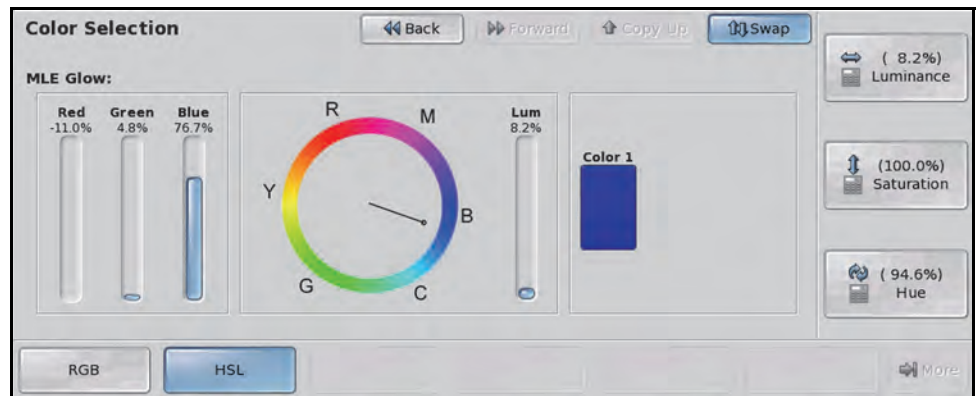 Color Selection
Back
Forward
Copy Up
Swap
MLE Glow:
Red Green Blue
-11.0% 4.8% 76.7%
R
M
Y
B
G
C
Lum
8.2%
Color 1
( 8.2%)
Luminance
(100.0%)
Saturation
( 94.6%)
Hue
RGB
HSL
More